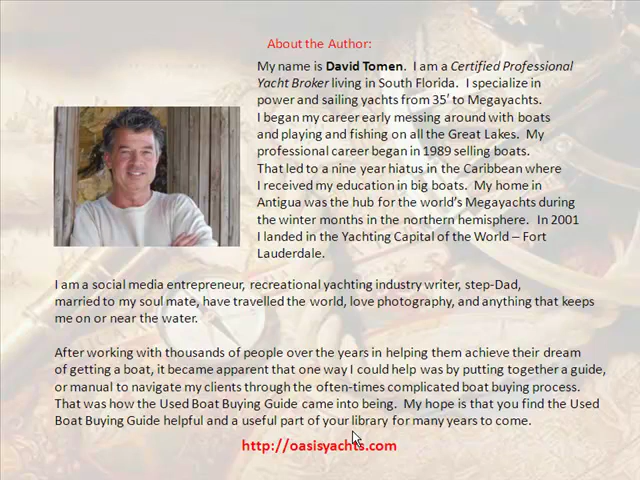 About the Author:
My name is David Tomen.  I am a Certified Professional
Yacht Broker living in South Florida.  I specialize in
power and sailing yachts from 35’ to Megayachts.
I began my career early messing around with boats
and playing and fishing on all the Great Lakes.  My
professional career began in 1989 selling boats.
That led to a nine year hiatus in the Caribbean where
I received my education in big boats.  My home in
Antigua was the hub for the world’s Megayachts during
the winter months in the northern hemisphere.  In 2001
I landed in the Yachting Capital of the World – Fort
Lauderdale.
I am a social media entrepreneur, recreational yachting industry writer, step-Dad,
married to my soul mate, have travelled the world, love photography, and anything that keeps
me on or near the water.
After working with thousands of people over the years in helping them achieve their dream
of getting a boat, it became apparent that one way I could help was by putting together a guide,
or manual to navigate my clients through the often-times complicated boat buying process.
That was how the Used Boat Buying Guide came into being.  My hope is that you find the Used
Boat Buying Guide helpful and a useful part of your library for many years to come.
http://oasisyachts.com